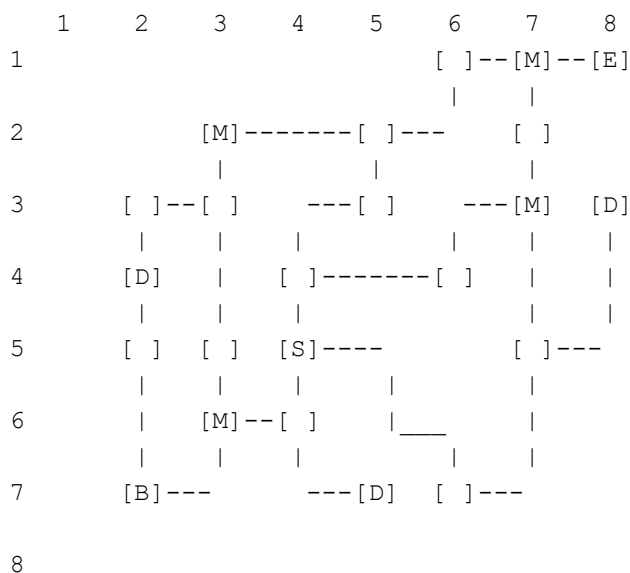 1    2    3    4    5    6    7    8
1                            [ ]--[M]--[E]
                              |    |
2             [M]-------[ ]---    [ ]
               |         |         |
3        [ ]--[ ]    ---[ ]    ---[M]  [D]
          |    |    |         |    |    |
4        [D]   |   [ ]-------[ ]   |    |
          |    |    |              |    |
5        [ ]  [ ]  [S]----        [ ]---
          |    |    |     |        |
6         |   [M]--[ ]    |___     |
          |    |    |         |    |
7        [B]---      ---[D]  [ ]---
8